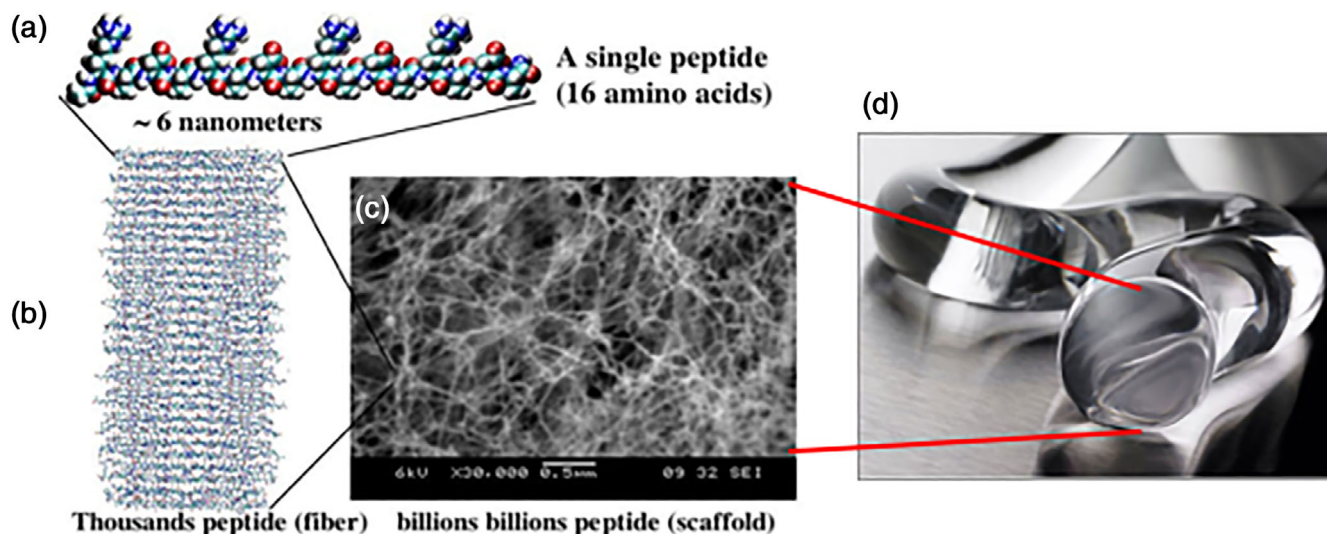 (a)
A single peptide
(16 amino acids)
~ 6 nanometers
(d)
(c)
(b)
6kV X30,000 0.5mm 09 32 SEI
Thousands peptide (fiber)
billions billions peptide (scaffold)